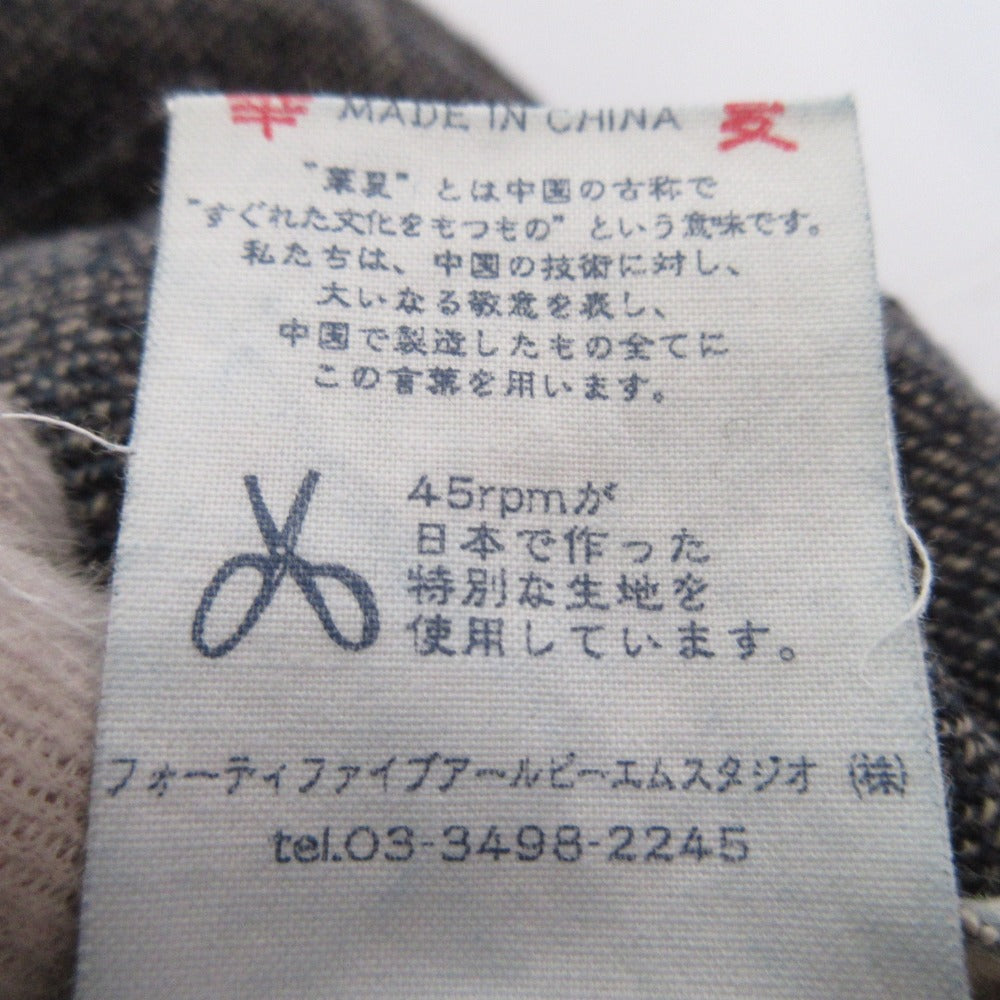 華 MADE IN CHINA 夏
"華夏" とは中国の古称で
"すぐれた文化をもつもの" という意味です。
私たちは、中国の技術に対し、
大いなる敬意を表し、
中国で製造したもの全てに
この言葉を用います。
45rpmが
日本で作った
特別な生地を
使用しています。
フォーティファイブアールピーエムスタジオ (株)
tel.03-3498-2245